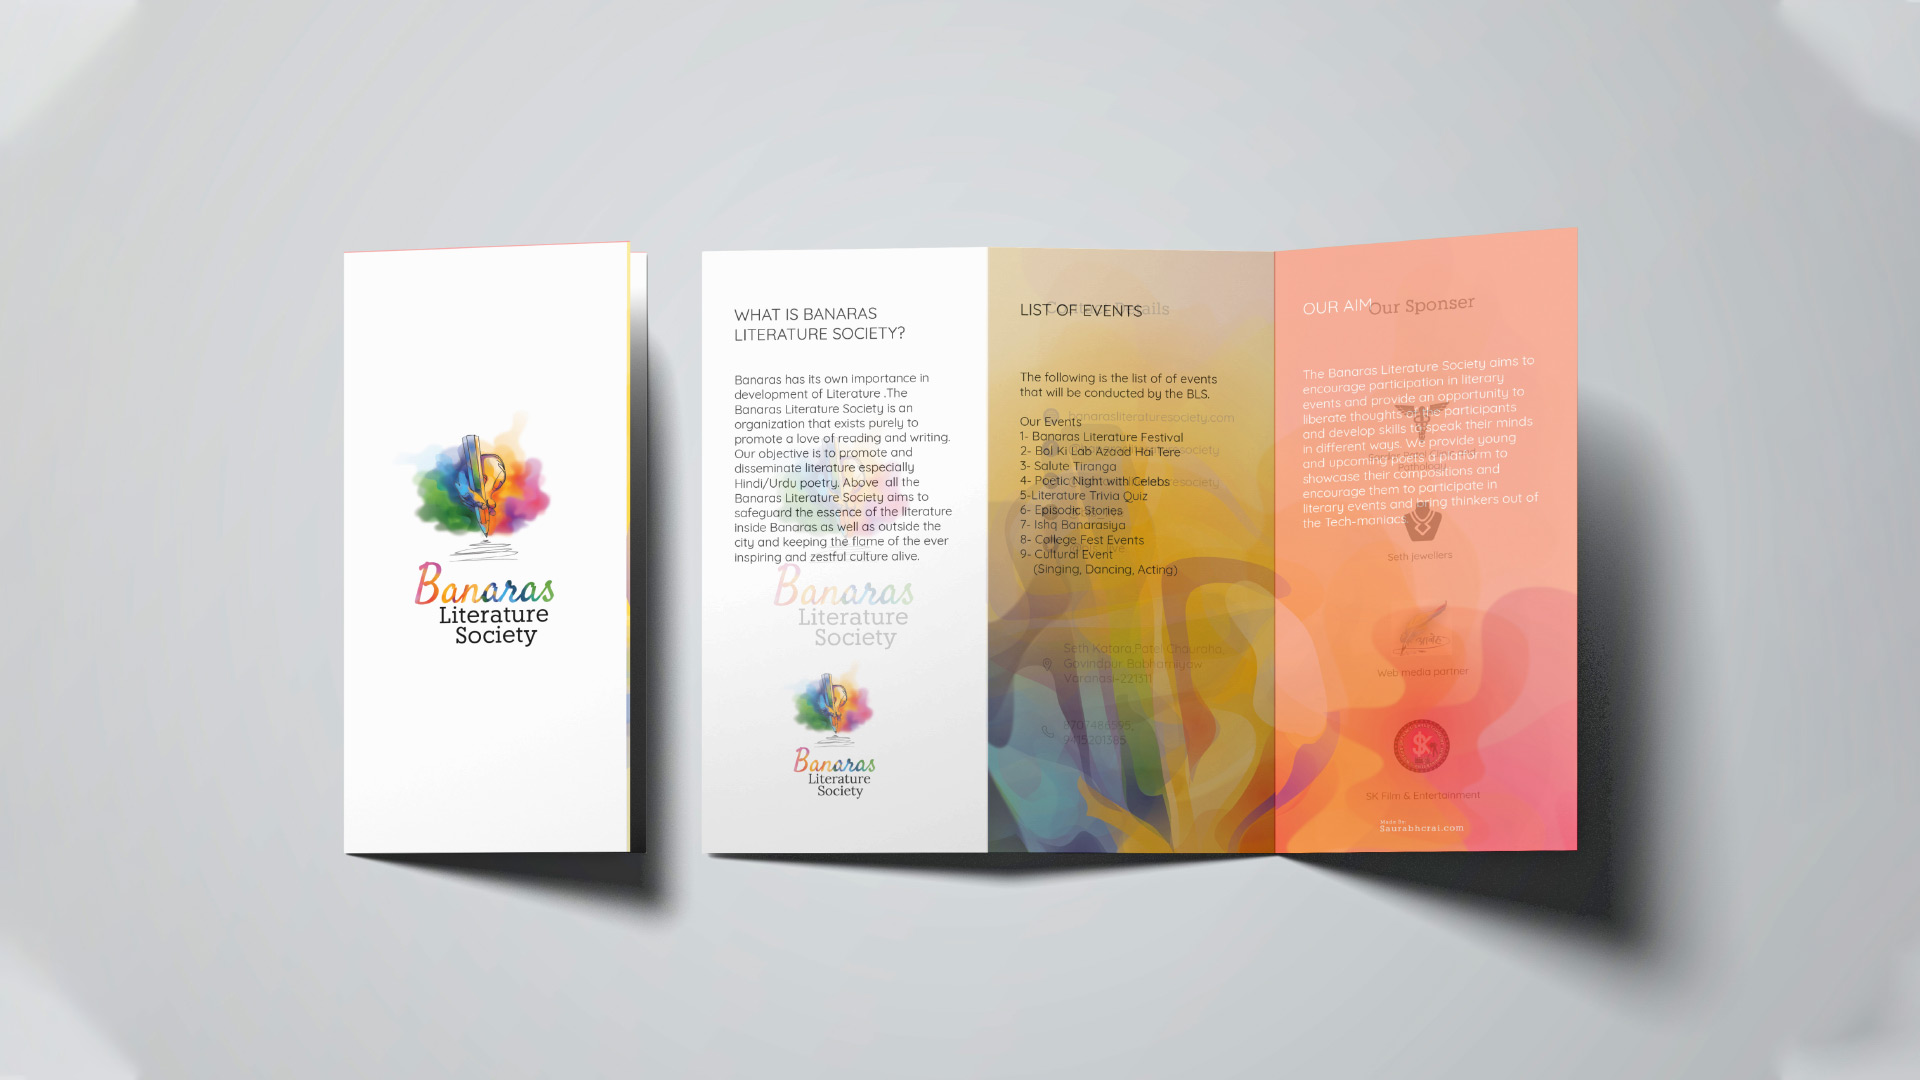 Banaras
Literature
Society
WHAT IS BANARAS
LITERATURE SOCIETY?
Banaras has its own importance in
development of Literature .The
Banaras Literature Society is an
organization that exists purely to
promote a love of reading and writing.
Our objective is to promote and
disseminate literature especially
Hindi/Urdu poetry. Above all the
Banaras Literature Society aims to
safeguard the essence of the literature
inside Banaras as well as outside the
city and keeping the flame of the ever
inspiring and zestful culture alive.
Banaras
Literature
Society
Banaras
Literature
Society
LIST OF EVENTS
Contact Details
The following is the list of of events
that will be conducted by the BLS.
banarasliteraturesociety.com
Our Events
1- Banaras Literature Festival
2- Bol Ki Lab Azaad Hai Tere
3- Salute Tiranga
4- Poetic Night with Celebs
5-Literature Trivia Quiz
6- Episodic Stories
7- Ishq Banarasiya
8- College Fest Events
9- Cultural Event
(Singing, Dancing, Acting)
Seth Katara,Patel Chauraha,
Govindpur Babharniyaw
Varanasi-221311
9415201385
OUR AIM
Our Sponser
The Banaras Literature Society aims to
encourage participation in literary
events and provide an opportunity to
liberate thoughts of the participants
and develop skills to speak their minds
in different ways. We provide young
and upcoming poets a platform to
showcase their compositions and
encourage them to participate in
literary events and bring thinkers out of
the Tech-maniacs.
Pathology
Seth Jewellers
Web media partner
SK Film & Entertainment
Made By:
Saurabhcrai.com